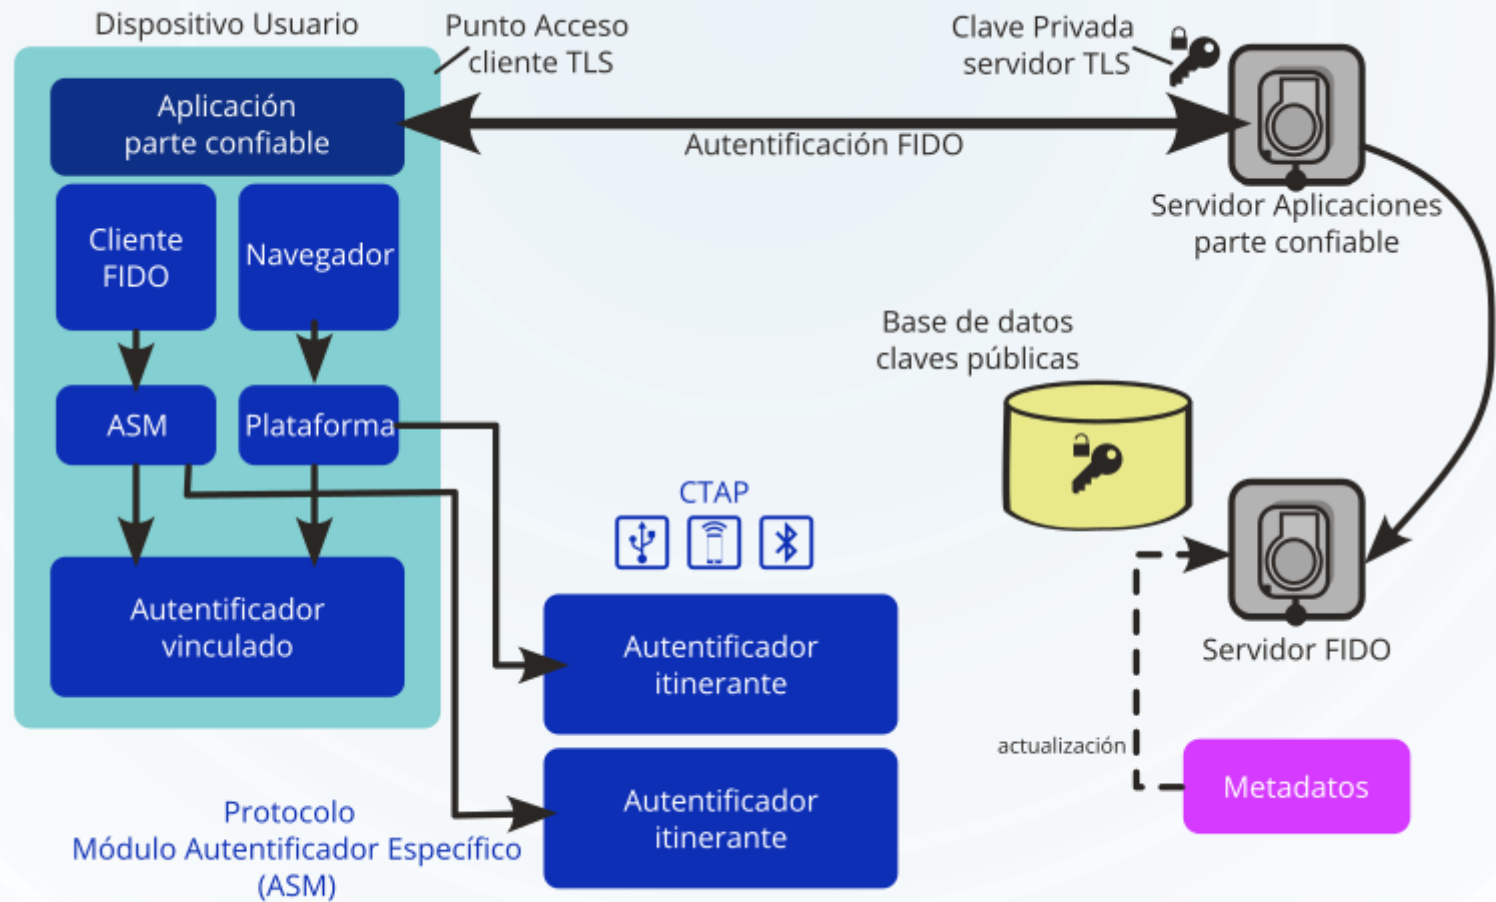 Dispositivo Usuario
Punto Acceso
cliente TLS
Clave Privada
servidor TLS
Aplicación
parte confiable
Autentificación FIDO
Servidor Aplicaciones
parte confiable
Cliente
FIDO
Navegador
Base de datos
claves públicas
ASM
Plataforma
CTAP
Autentificador
vinculado
Autentificador
itinerante
Servidor FIDO
actualización
Metadatos
Autentificador
itinerante
Protocolo
Módulo Autentificador Específico
(ASM)